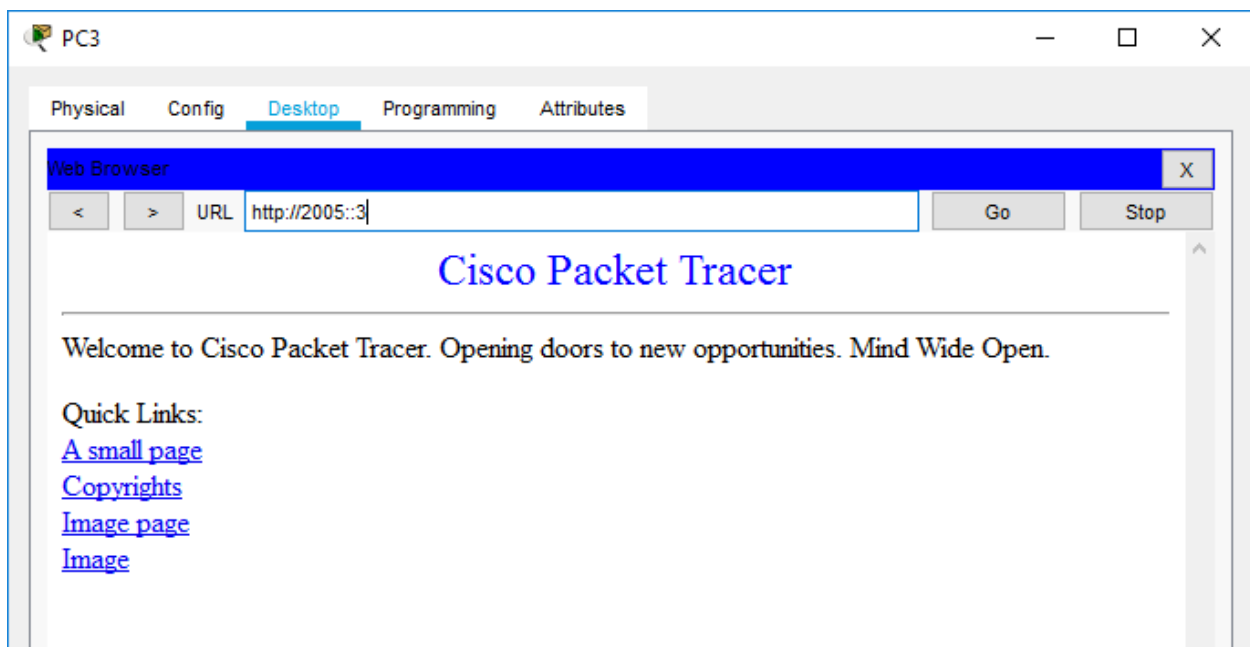 PC3
Physical Config Desktop Programming Attributes
Web Browser X
< > URL http://2005::3 Go Stop
Cisco Packet Tracer
Welcome to Cisco Packet Tracer. Opening doors to new opportunities. Mind Wide Open.
Quick Links:
A small page
Copyrights
Image page
Image